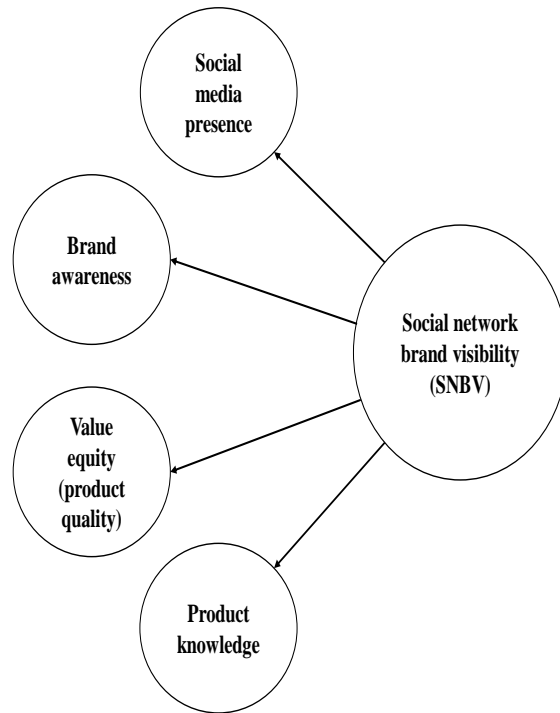 Social
media
presence
Brand
awareness
Social network
brand visibility
(SNBV)
Value
equity
(product
quality)
Product
knowledge